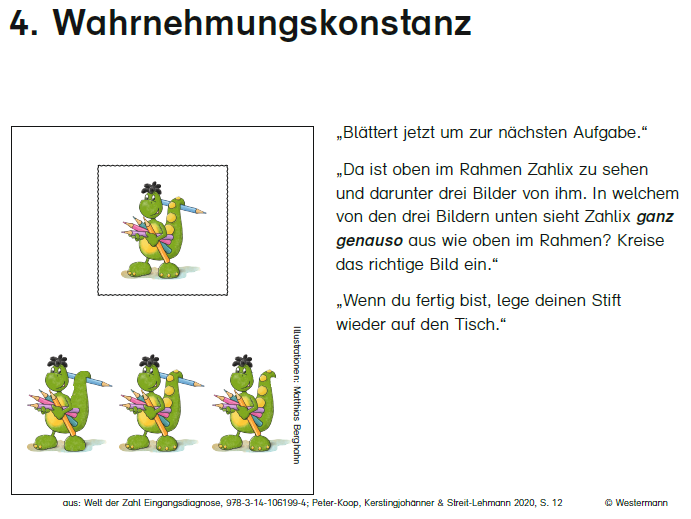 4. Wahrnehmungskonstanz
„Blättert jetzt um zur nächsten Aufgabe.“
„Da ist oben im Rahmen Zahlix zu sehen
und darunter drei Bilder von ihm. In welchem
von den drei Bildern unten sieht Zahlix ganz
genauso aus wie oben im Rahmen? Kreise
das richtige Bild ein.“
„Wenn du fertig bist, lege deinen Stift
wieder auf den Tisch.“
Illustrationen: Matthias Berghahn
aus: Welt der Zahl Eingangsdiagnose, 978-3-14-106199-4; Peter-Koop, Kerstingjohänner & Streit-Lehmann 2020, S. 12
© Westermann